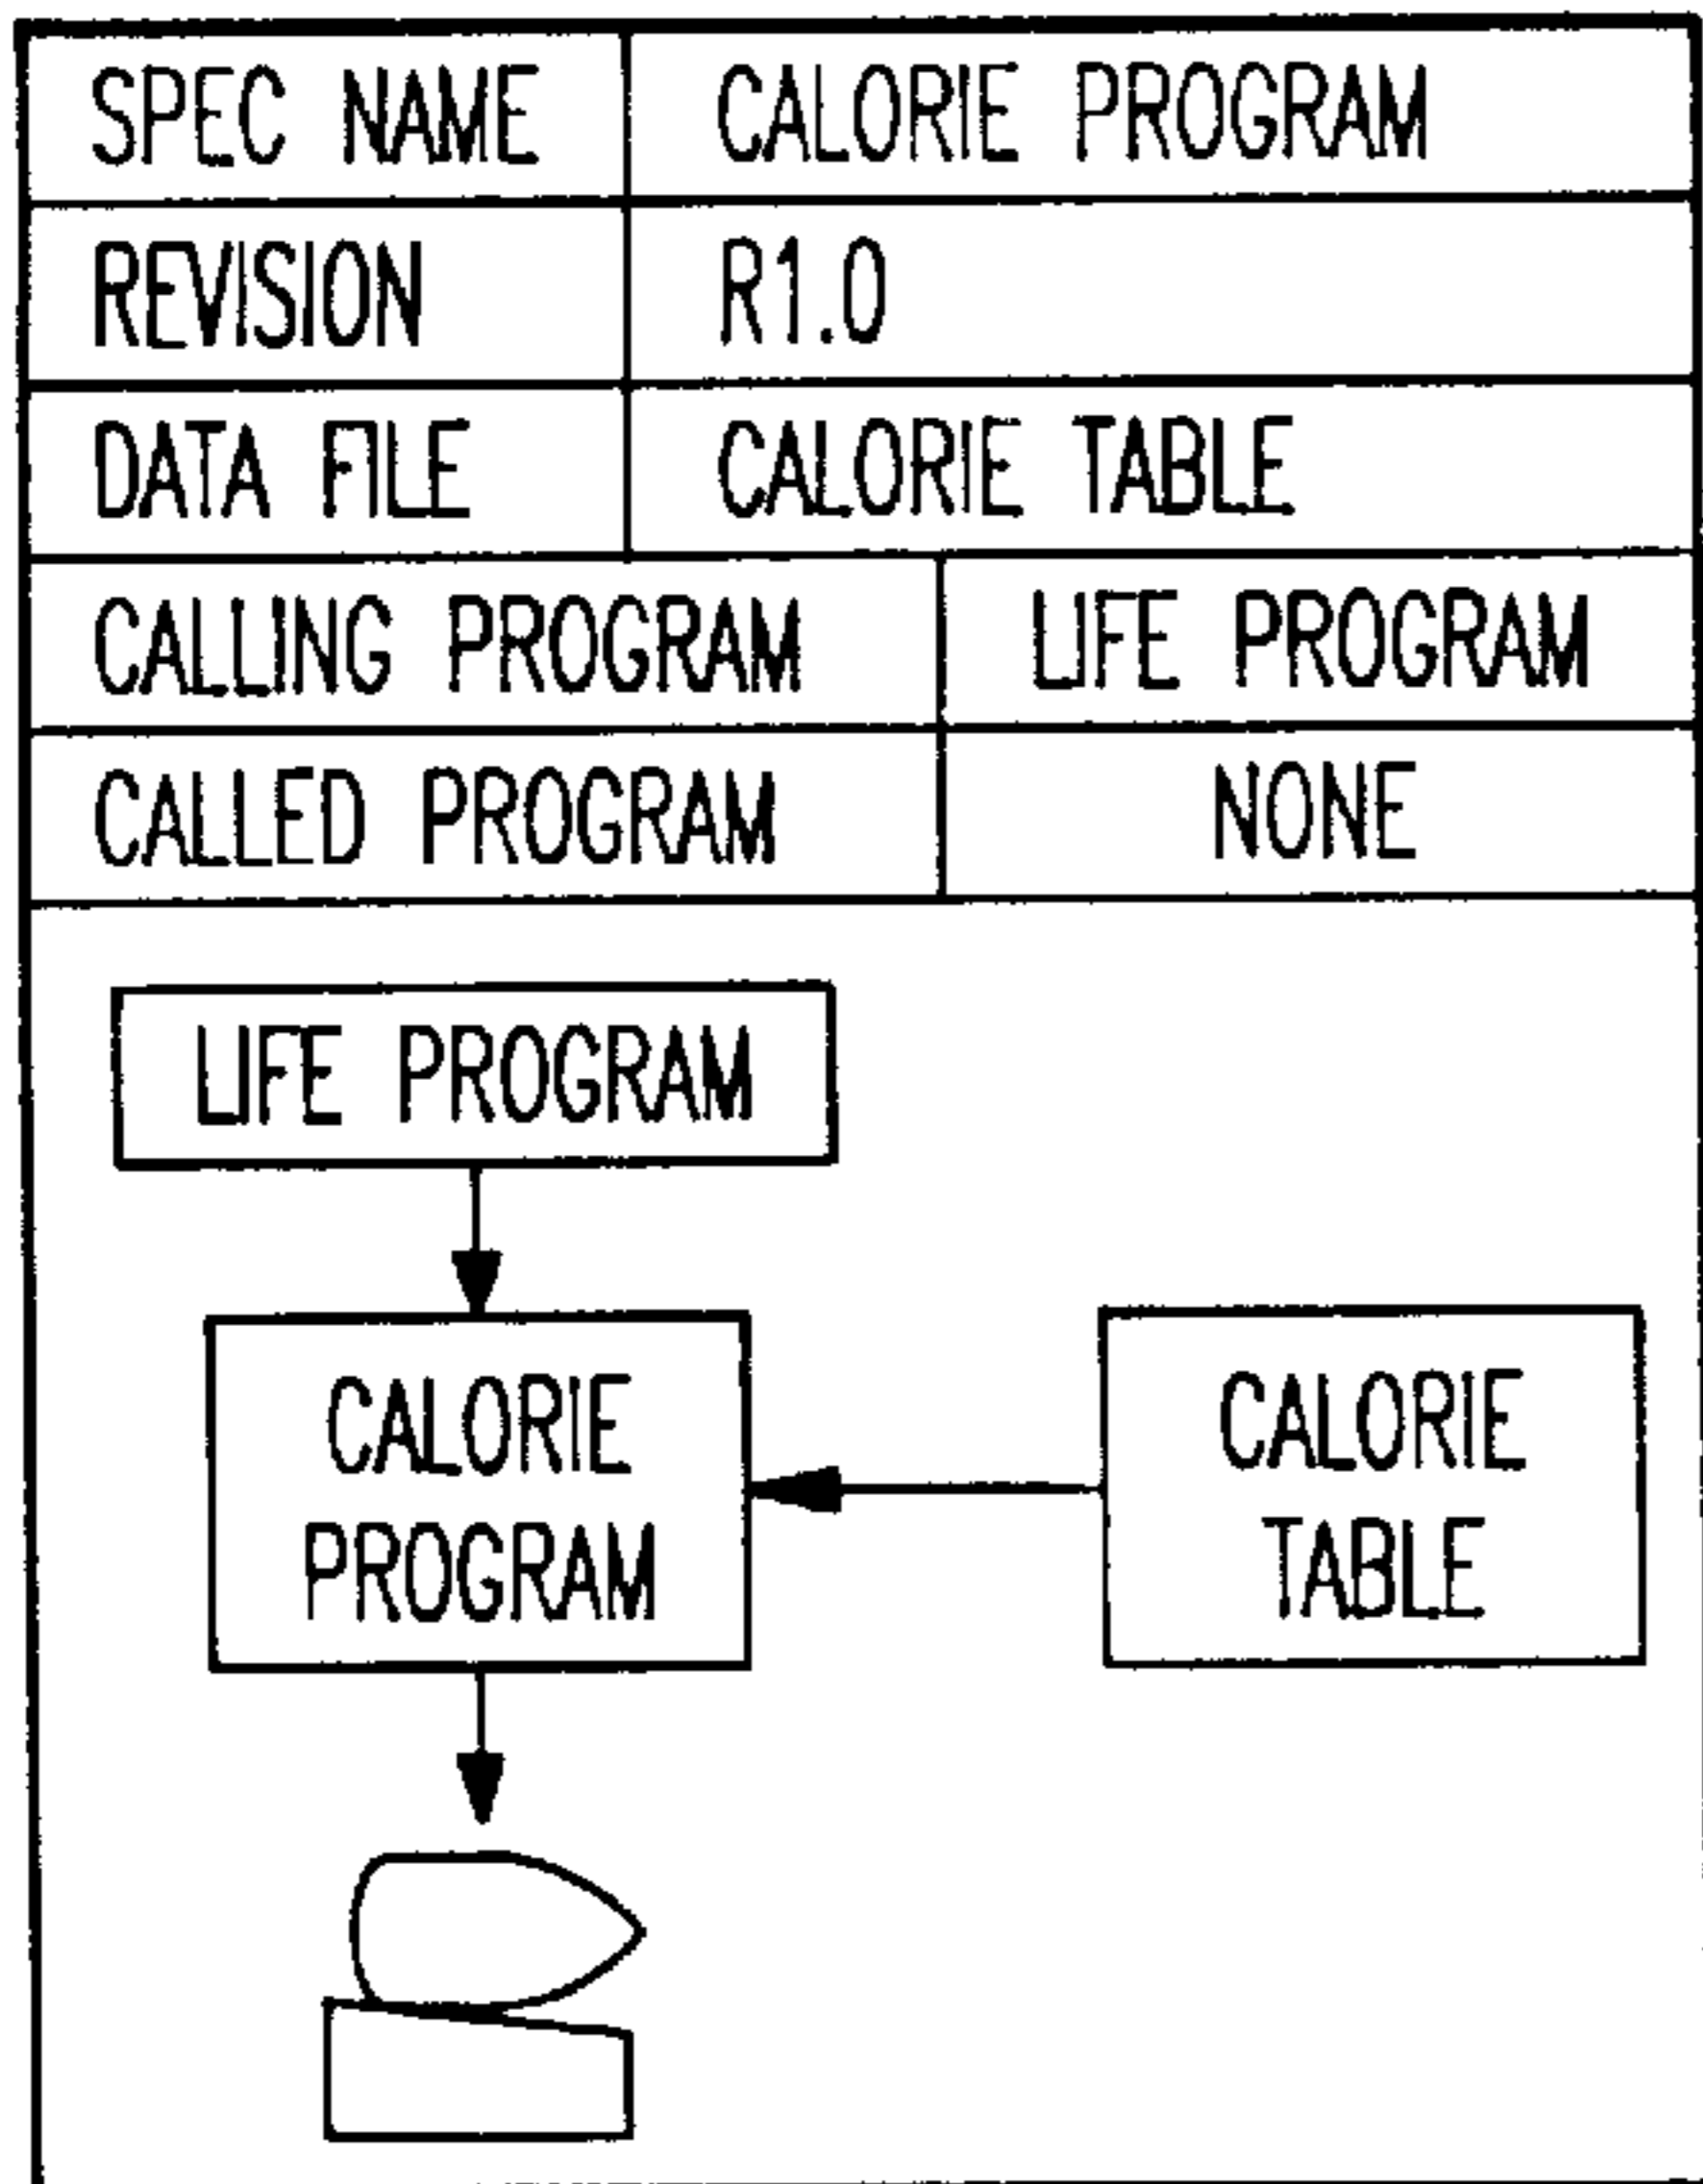 SPEC NAME CALORIE PROGRAM
REVISION R1.0
DATA FILE CALORIE TABLE
CALLING PROGRAM LIFE PROGRAM
CALLED PROGRAM NONE
LIFE PROGRAM
CALORIE
PROGRAM
CALORIE
TABLE